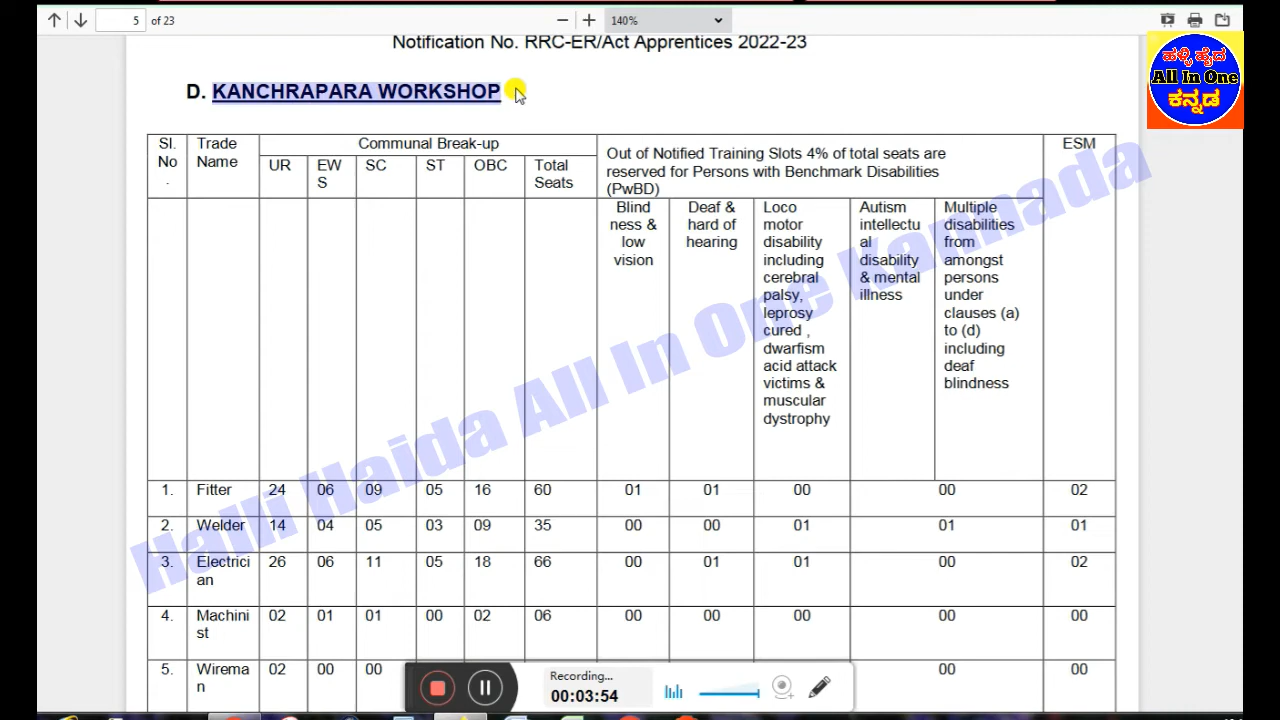 5 of 23
140%
ಹಳ್ಳಿ ಹೈದ
All In One
ಕನ್ನಡ
Notification No. RRC-ER/Act Apprentices 2022-23
D. KANCHRAPARA WORKSHOP
Sl. No . Trade Name Communal Break-up Out of Notified Training Slots 4% of total seats are reserved for Persons with Benchmark Disabilities (PwBD) ESM
UR EW S SC ST OBC Total Seats
Blind ness & low vision Deaf & hard of hearing Loco motor disability including cerebral palsy, leprosy cured , dwarfism acid attack victims & muscular dystrophy Autism intellectu al disability & mental illness Multiple disabilities from amongst persons under clauses (a) to (d) including deaf blindness
1. Fitter 24 06 09 05 16 60 01 01 00 00 02
2. Welder 14 04 05 03 09 35 00 00 01 01 01
3. Electrici an 26 06 11 05 18 66 00 01 01 00 02
4. Machini st 02 01 01 00 02 06 00 00 00 00 00
5. Wirema n 02 00 00 00 00
Halli Haida All In One Kannada
Recording...
00:03:54